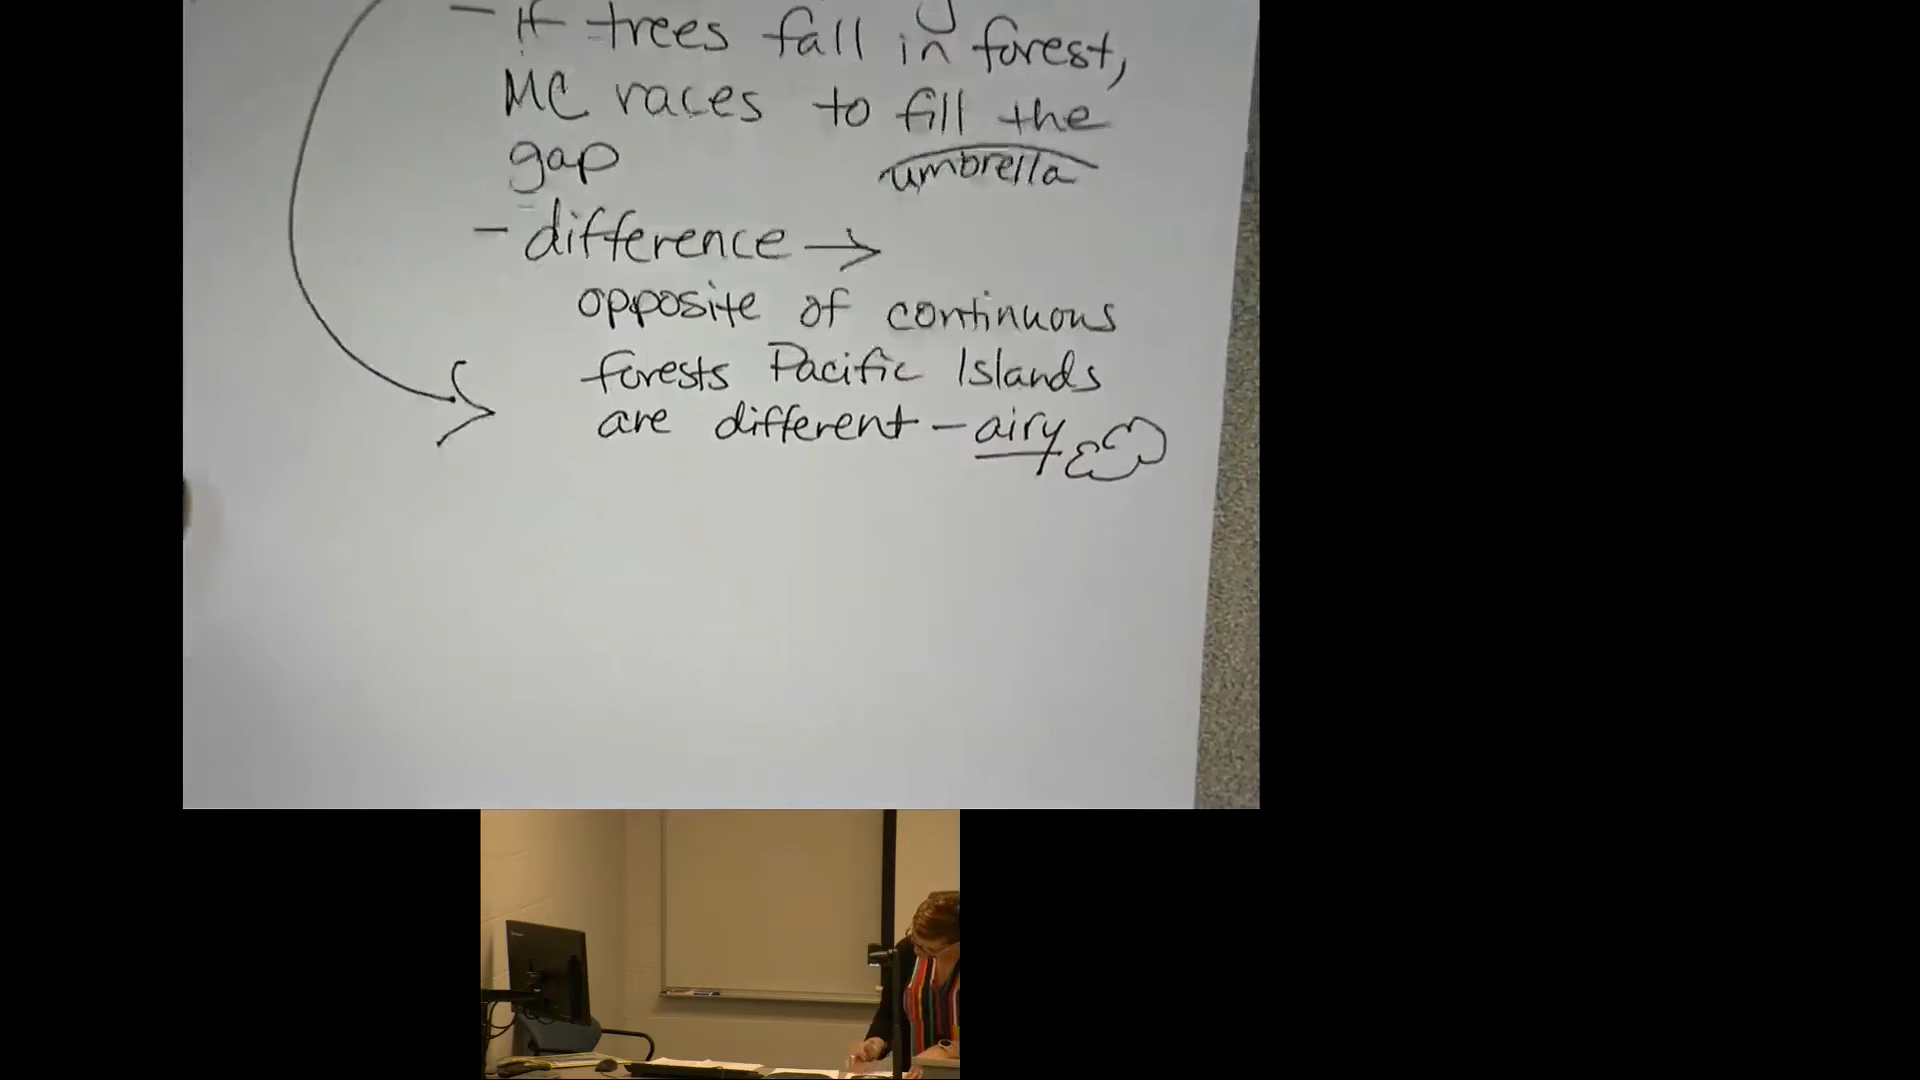 - If trees fall in forest,
MC races to fill the
gap
umbrella
- difference →
opposite of continuous
forests Pacific Islands
are different - airy